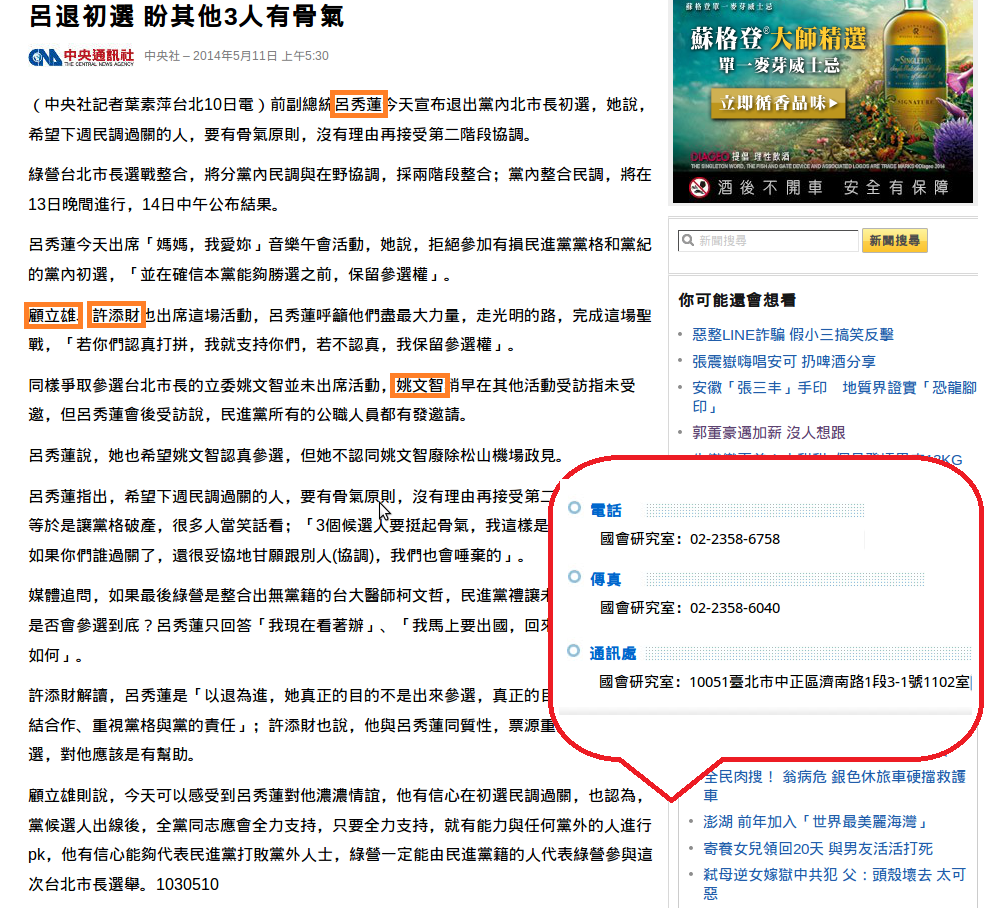 呂退初選 盼其他3人有骨氣
CNA 中央通訊社 中央社 – 2014年5月11日 上午5:30
THE CENTRAL NEWS AGENCY
（中央社記者葉素萍台北10日電）前副總統呂秀蓮今天宣布退出黨內北市長初選，她說，
希望下週民調過關的人，要有骨氣原則，沒有理由再接受第二階段協調。
綠營台北市長選戰整合，將分黨內民調與在野協調，採兩階段整合；黨內整合民調，將在
13日晚間進行，14日中午公布結果。
呂秀蓮今天出席「媽媽，我愛妳」音樂午會活動，她說，拒絕參加有損民進黨黨格和黨紀
的黨內初選，「並在確信本黨能夠勝選之前，保留參選權」。
顧立雄、許添財也出席這場活動，呂秀蓮呼籲他們盡最大力量，走光明的路，完成這場聖
戰，「若你們認真打拼，我就支持你們，若不認真，我保留參選權」。
同樣爭取參選台北市長的立委姚文智並未出席活動，姚文智稍早在其他活動受訪指未受
邀，但呂秀蓮會後受訪說，民進黨所有的公職人員都有發邀請。
呂秀蓮說，她也希望姚文智認真參選，但她不認同姚文智廢除松山機場政見。
呂秀蓮指出，希望下週民調過關的人，要有骨氣原則，沒有理由再接受第二
等於是讓黨格破產，很多人當笑話看；「3個候選人要挺起骨氣，我這樣是
如果你們誰過關了，還很妥協地甘願跟別人(協調)，我們也會唾棄的」。
媒體追問，如果最後綠營是整合出無黨籍的台大醫師柯文哲，民進黨禮讓
是否會參選到底？呂秀蓮只回答「我現在看著辦」、「我馬上要出國，回
如何」。
許添財解讀，呂秀蓮是「以退為進，她真正的目的不是出來參選，真正的
結合作、重視黨格與黨的責任」；許添財也說，他與呂秀蓮同質性，票源重
選，對他應該是有幫助。
顧立雄則說，今天可以感受到呂秀蓮對他濃濃情誼，他有信心在初選民調過關，也認為，
黨候選人出線後，全黨同志應會全力支持，只要全力支持，就有能力與任何黨外的人進行
pk，他有信心能夠代表民進黨打敗黨外人士，綠營一定能由民進黨籍的人代表綠營參與這
次台北市長選舉。1030510
蘇格登單一麥芽威士忌
蘇格登®大師精選
單一麥芽威士忌
立即循香品味▶
SINGLETON
SIGNATURE
DIAGEO 提倡 理性飲酒
THE SINGLETON WORD, THE FISH AND GATE DEVICE AND ASSOCIATED LOGOS ARE TRADE MARKS ©Diageo 2014
酒後不開車 安全有保障
新聞搜尋 新聞搜尋
你可能還會想看
惡整LINE詐騙 假小三搞笑反擊
張震嶽嗨唱安可 扔啤酒分享
安徽「張三丰」手印 地質界證實「恐龍腳
印」
郭董豪邁加薪 沒人想跟
電話
國會研究室：02-2358-6758
傳真
國會研究室：02-2358-6040
通訊處
國會研究室：10051臺北市中正區濟南路1段3-1號1102室
全民肉搜！ 翁病危 銀色休旅車硬擋救護
車
澎湖 前年加入「世界最美麗海灣」
寄養女兒領回20天 與男友活活打死
弒母逆女嫁獄中共犯 父：頭殼壞去 太可
惡